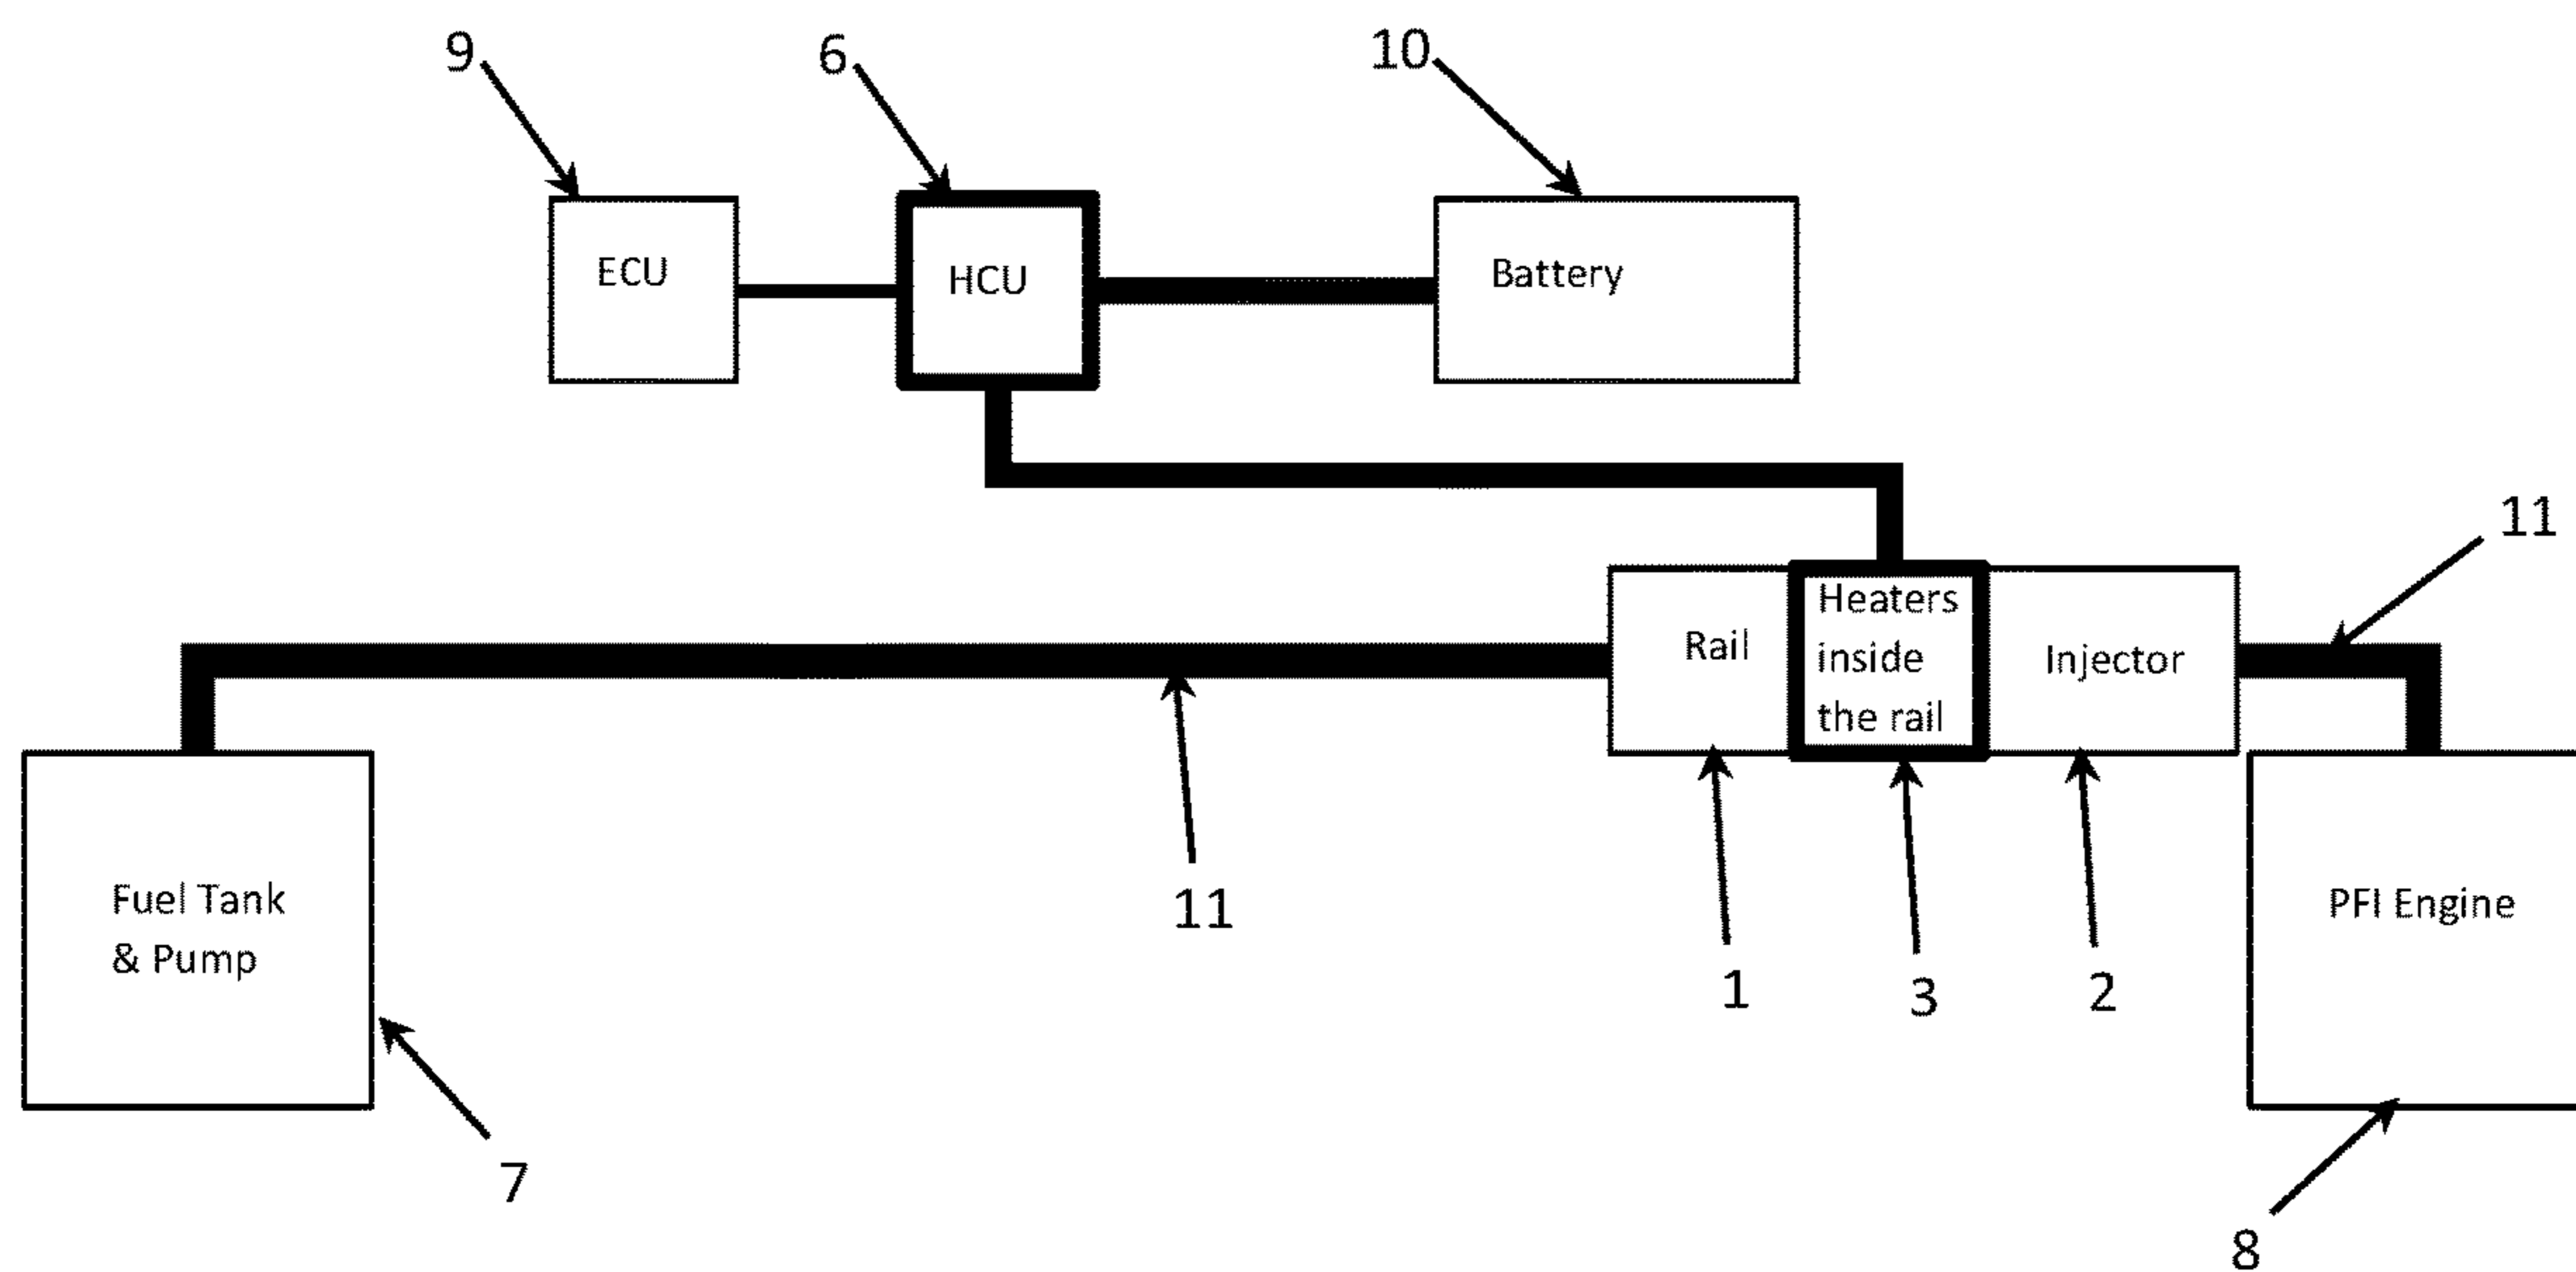 9
6
10
ECU
HCU
Battery
11
Rail
Heaters
inside
the rail
Injector
Fuel Tank
& Pump
11
1
3
2
PFI Engine
7
8